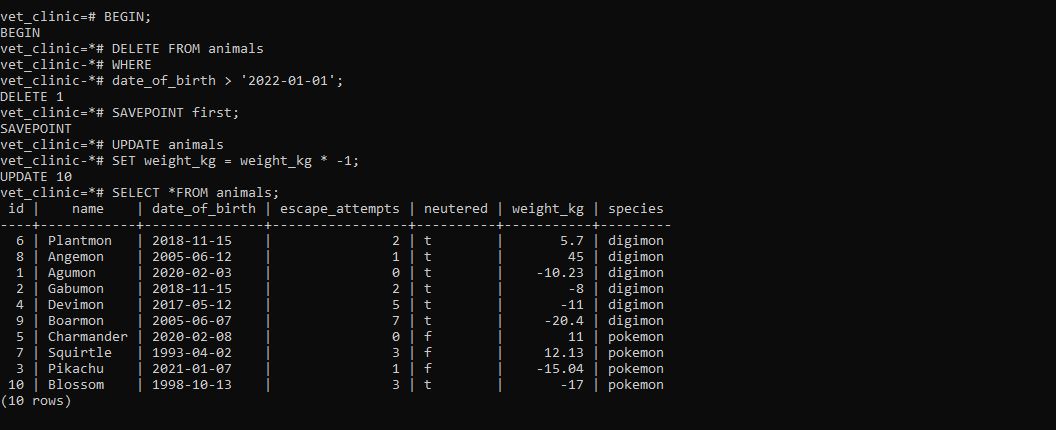 vet_clinic=# BEGIN;
BEGIN
vet_clinic=*# DELETE FROM animals
vet_clinic-*# WHERE
vet_clinic-*# date_of_birth > '2022-01-01';
DELETE 1
vet_clinic=*# SAVEPOINT first;
SAVEPOINT
vet_clinic=*# UPDATE animals
vet_clinic-*# SET weight_kg = weight_kg * -1;
UPDATE 10
vet_clinic=*# SELECT *FROM animals;
 id |    name    | date_of_birth | escape_attempts | neutered | weight_kg | species
----+------------+---------------+-----------------+----------+-----------+---------
  6 | Plantmon   | 2018-11-15    |               2 | t        |       5.7 | digimon
  8 | Angemon    | 2005-06-12    |               1 | t        |        45 | digimon
  1 | Agumon     | 2020-02-03    |               0 | t        |    -10.23 | digimon
  2 | Gabumon    | 2018-11-15    |               2 | t        |        -8 | digimon
  4 | Devimon    | 2017-05-12    |               5 | t        |       -11 | digimon
  9 | Boarmon    | 2005-06-07    |               7 | t        |     -20.4 | digimon
  5 | Charmander | 2020-02-08    |               0 | f        |        11 | pokemon
  7 | Squirtle   | 1993-04-02    |               3 | f        |     12.13 | pokemon
  3 | Pikachu    | 2021-01-07    |               1 | f        |    -15.04 | pokemon
 10 | Blossom    | 1998-10-13    |               3 | t        |       -17 | pokemon
(10 rows)